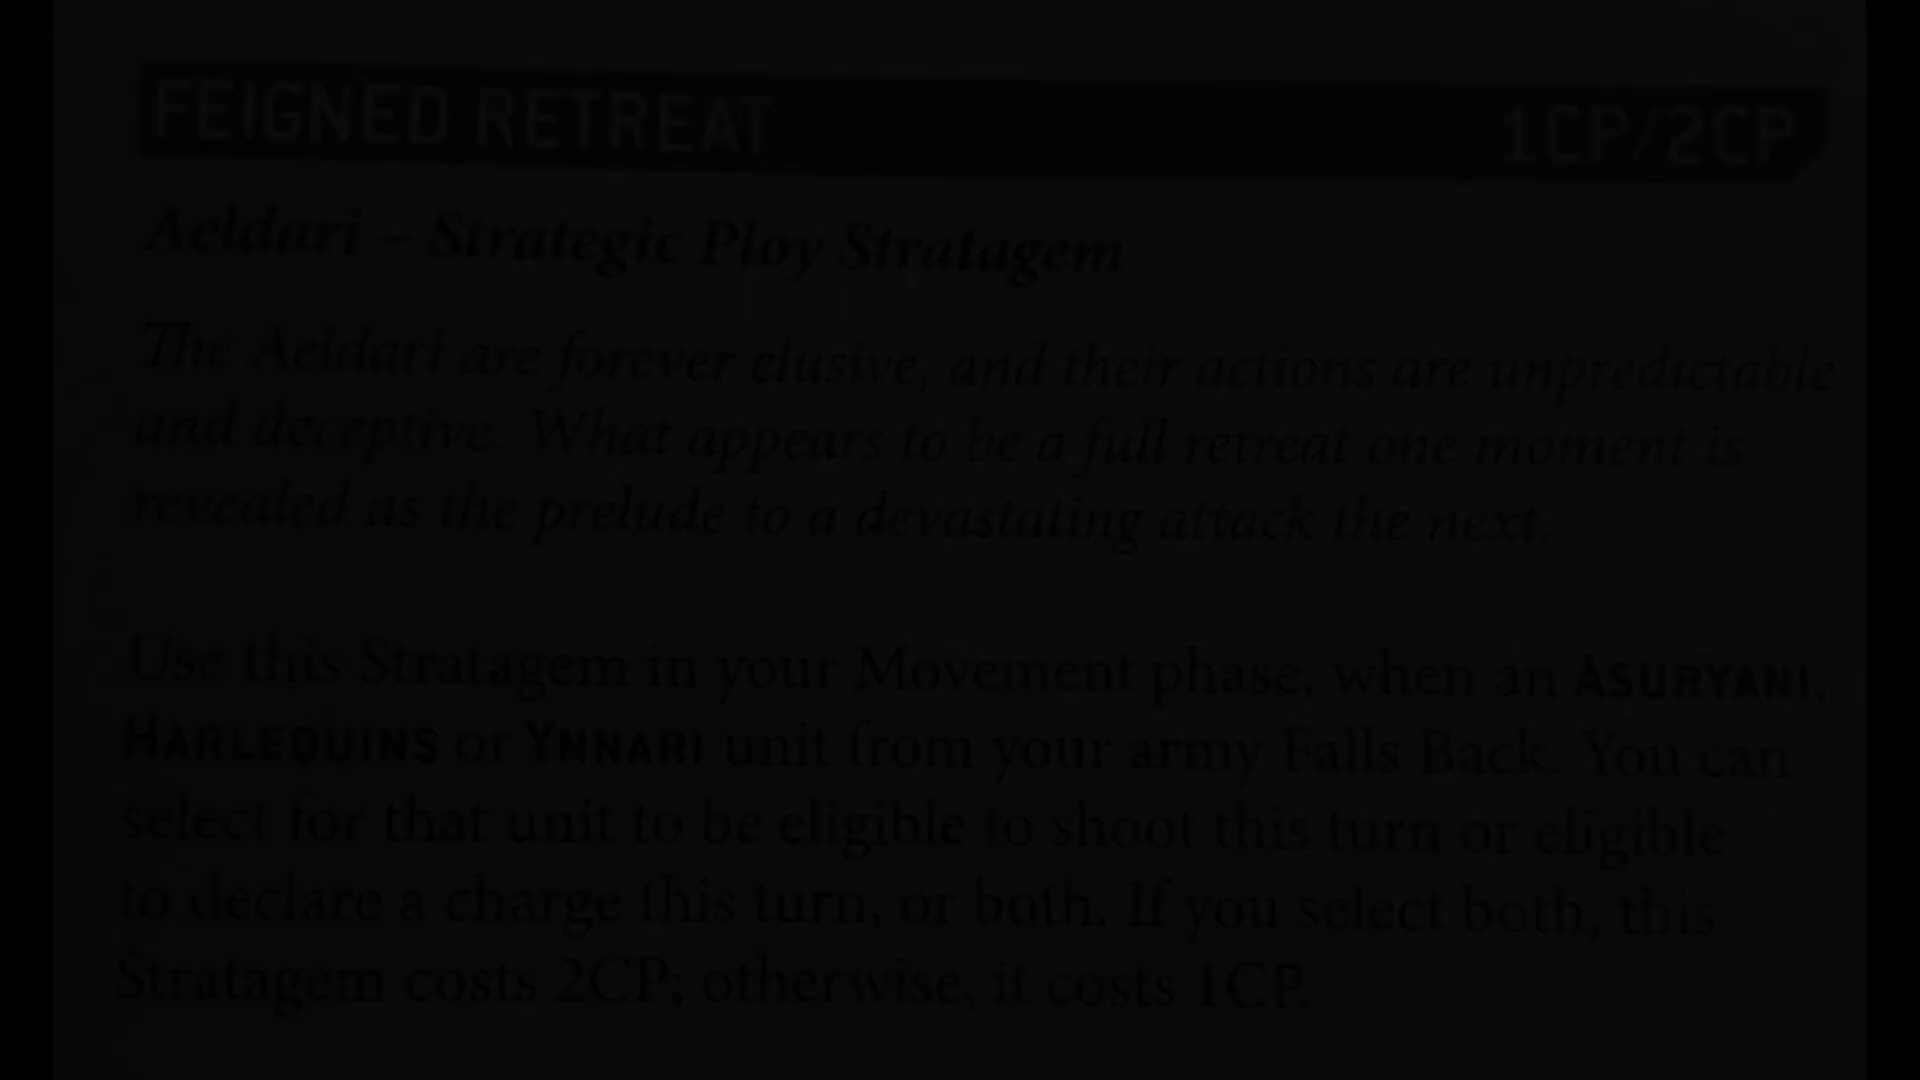 FEIGNED RETREAT 1CP/2CP
Aeldari – Strategic Ploy Stratagem
The Aeldari are forever elusive, and their actions are unpredictable
and deceptive. What appears to be a full retreat one moment is
revealed as the prelude to a devastating attack the next.
Use this Stratagem in your Movement phase, when an ASURYANI,
HARLEQUINS or YNNARI unit from your army Falls Back. You can
select for that unit to be eligible to shoot this turn or eligible
to declare a charge this turn, or both. If you select both, this
Stratagem costs 2CP; otherwise, it costs 1CP.